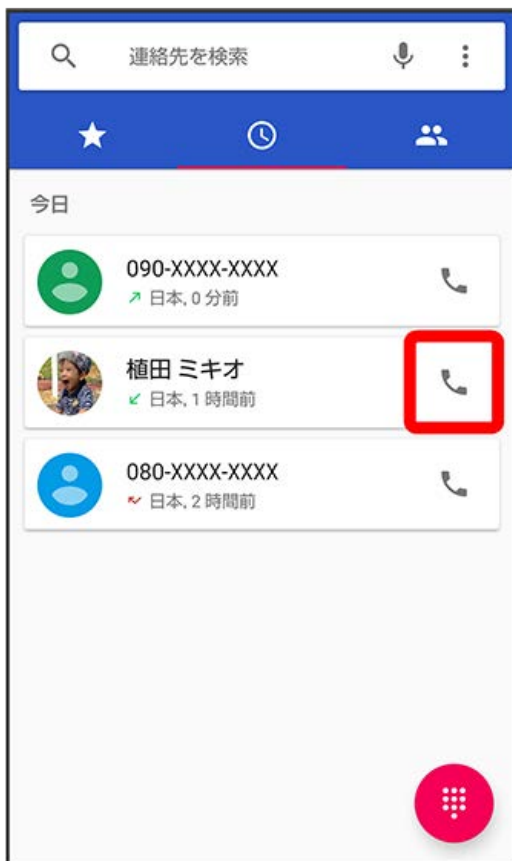 連絡先を検索
今日
090-XXXX-XXXX
日本, 0 分前
植田 ミキオ
日本, 1 時間前
080-XXXX-XXXX
日本, 2 時間前